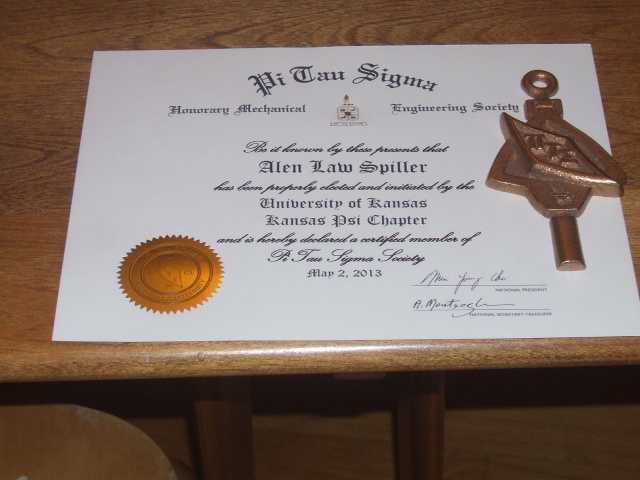 Pi Tau Sigma
Honorary Mechanical Engineering Society
Be it known by these presents that
Alen Law Spiller
has been properly elected and initiated by the
University of Kansas
Kansas Psi Chapter
and is hereby declared a certified member of
Pi Tau Sigma Society
May 2, 2013
NATIONAL PRESIDENT
NATIONAL SECRETARY-TREASURER